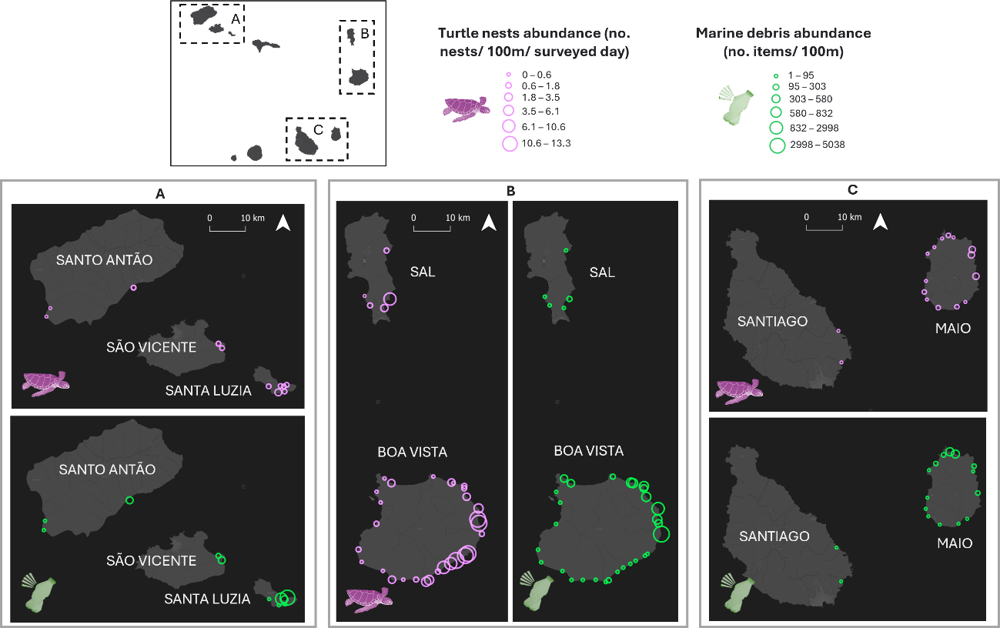 A
B
C
Turtle nests abundance (no.
nests/ 100m/ surveyed day)
0 – 0.6
0.6 – 1.8
1.8 – 3.5
3.5 – 6.1
6.1 – 10.6
10.6 – 13.3
Marine debris abundance
(no. items/ 100m)
1 – 95
95 – 303
303 – 580
580 – 832
832 – 2998
2998 – 5038
A
0 10 km
SANTO ANTÃO
SÃO VICENTE
SANTA LUZIA
SANTO ANTÃO
SÃO VICENTE
SANTA LUZIA
B
0 10 km
SAL
BOA VISTA
SAL
BOA VISTA
C
0 10 km
SANTIAGO
MAIO
SANTIAGO
MAIO